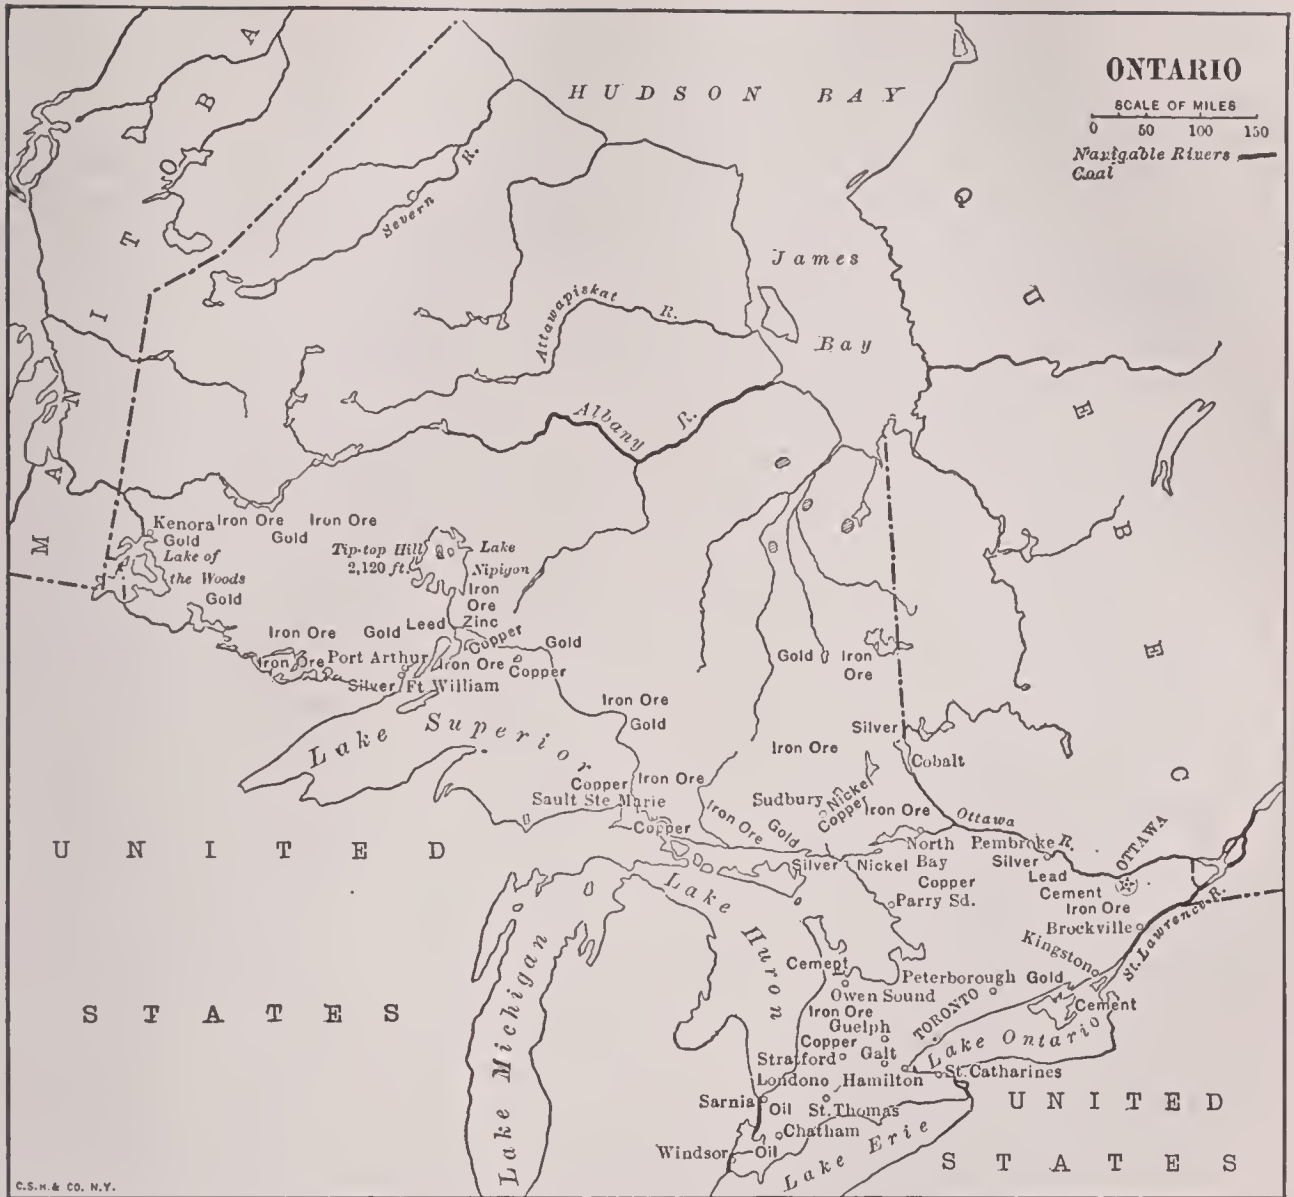 ONTARIO
SCALE OF MILES
0 50 100 150
Navigable Rivers
Coal
HUDSON BAY
MANITOBA
Severn R.
James
Bay
QUEBEC
Attawapiskat R.
Albany R.
Kenora
Iron Ore
Iron Ore
Gold
Gold
Lake of
the Woods
Gold
Tip-top Hill
2,120 ft.
Lake
Nipigon
Iron
Ore
Zinc
Leed
Iron Ore
Gold
Copper
Gold
Iron Ore
Port Arthur
Iron Ore
Copper
Silver
Ft William
Gold
Iron
Ore
Iron Ore
Gold
Lake Superior
Silver
Iron Ore
Cobalt
Copper
Iron Ore
Sault Ste Marie
Copper
Sudbury
Nickel
Copper
Iron Ore
Iron Ore
Gold
Ottawa R.
North
Bay
Pembroke
OTTAWA
Silver
Nickel
Silver
Lead
Copper
Cement
Iron Ore
Parry Sd.
Brockville
UNITED
STATES
Lake Huron
Lake Michigan
Kingston
St. Lawrence R.
Cement
Peterborough
Gold
Owen Sound
TORONTO
Cement
Iron Ore
Guelph
Copper
Stratford
Galt
Lake Ontario
London
Hamilton
St. Catharines
Sarnia
Oil
St. Thomas
UNITED
STATES
Chatham
Windsor
Oil
Lake Erie
C.S.H.& CO. N.Y.